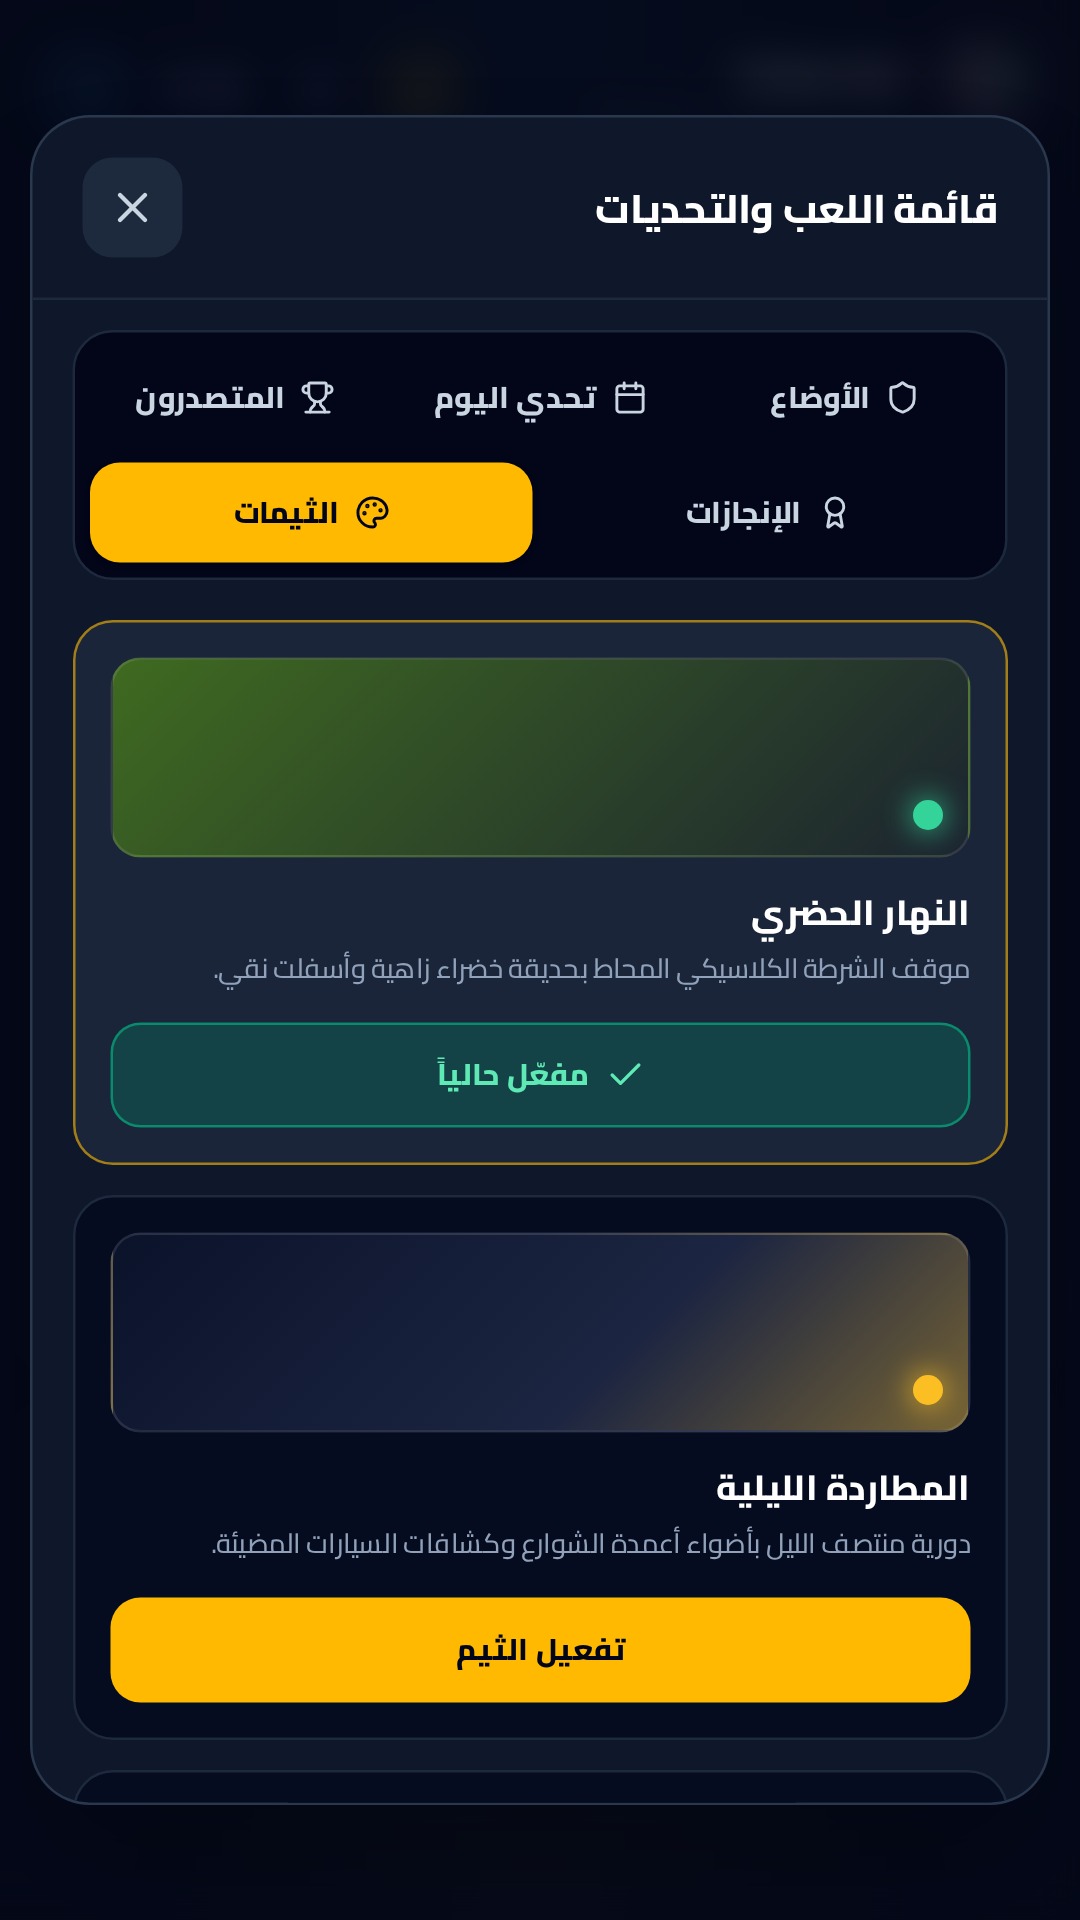 قائمة اللعب والتحديات
الأوضاع
تحدي اليوم
المتصدرون
الإنجازات
الثيمات
النهار الحضري
موقف الشرطة الكلاسيكي المحاط بحديقة خضراء زاهية وأسفلت نقي.
مفعّل حالياً
المطاردة الليلية
دورية منتصف الليل بأضواء أعمدة الشوارع وكشافات السيارات المضيئة.
تفعيل الثيم